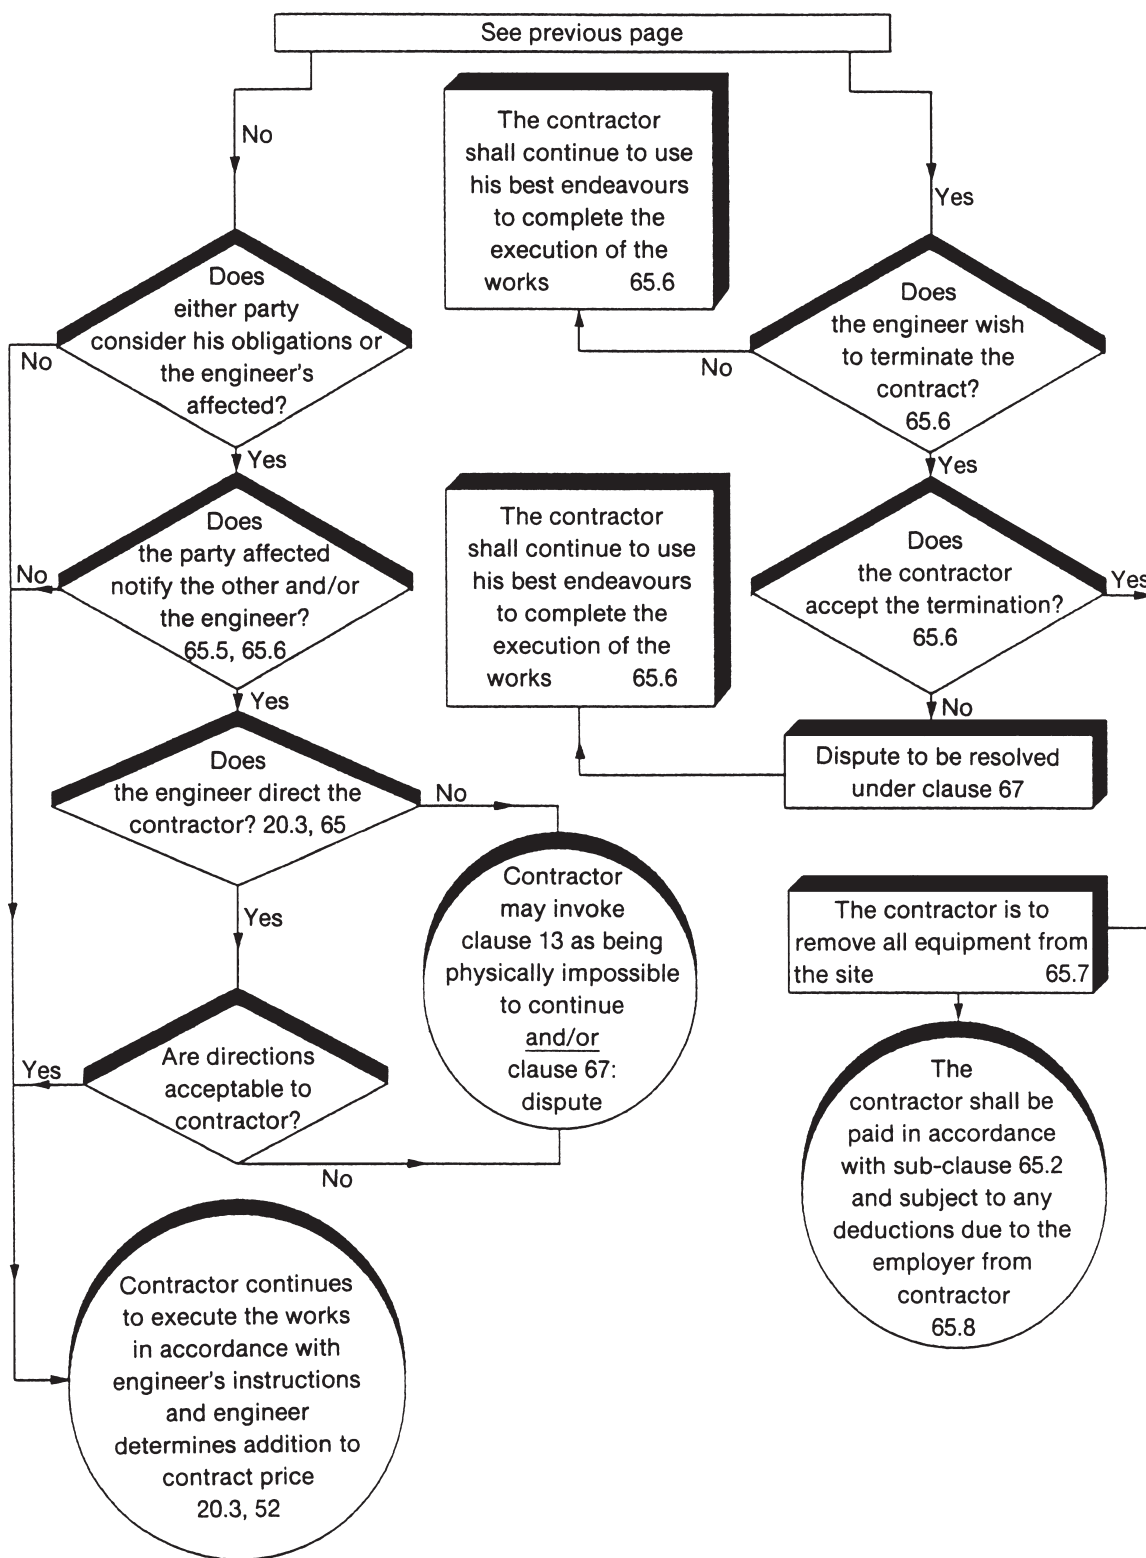 See previous page
No
Yes
The contractor
shall continue to use
his best endeavours
to complete the
execution of the
works 65.6
Does
either party
consider his obligations or
the engineer's
affected?
No
Yes
Does
the engineer wish
to terminate the
contract?
65.6
No
Yes
Does
the party affected
notify the other and/or
the engineer?
65.5, 65.6
No
Yes
The contractor
shall continue to use
his best endeavours
to complete the
execution of the
works 65.6
Does
the contractor
accept the termination?
65.6
Yes
No
Dispute to be resolved
under clause 67
Does
the engineer direct the
contractor? 20.3, 65
No
Yes
Contractor
may invoke
clause 13 as being
physically impossible
to continue
and/or
clause 67:
dispute
The contractor is to
remove all equipment from
the site 65.7
Are directions
acceptable to
contractor?
Yes
No
The
contractor shall be
paid in accordance
with sub-clause 65.2
and subject to any
deductions due to the
employer from
contractor
65.8
Contractor continues
to execute the works
in accordance with
engineer's instructions
and engineer
determines addition to
contract price
20.3, 52